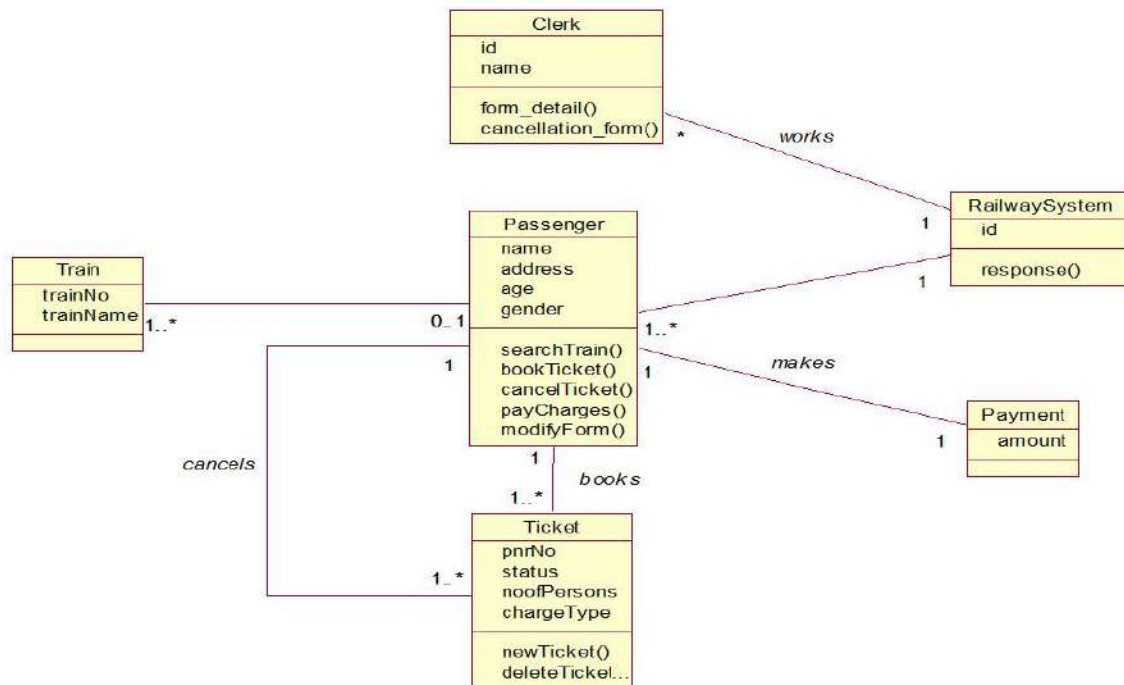 Clerk
id
name
form_detail()
cancellation_form()
*
works
1
RailwaySystem
id
response()
1
Passenger
name
address
age
gender
searchTrain()
bookTicket()
cancelTicket()
payCharges()
modifyForm()
Train
trainNo
trainName
1..*
0..1
1..*
1
1
makes
1
Payment
amount
cancels
1
books
1..*
Ticket
pnrNo
status
noofPersons
chargeType
newTicket()
deleteTicket...
1..*